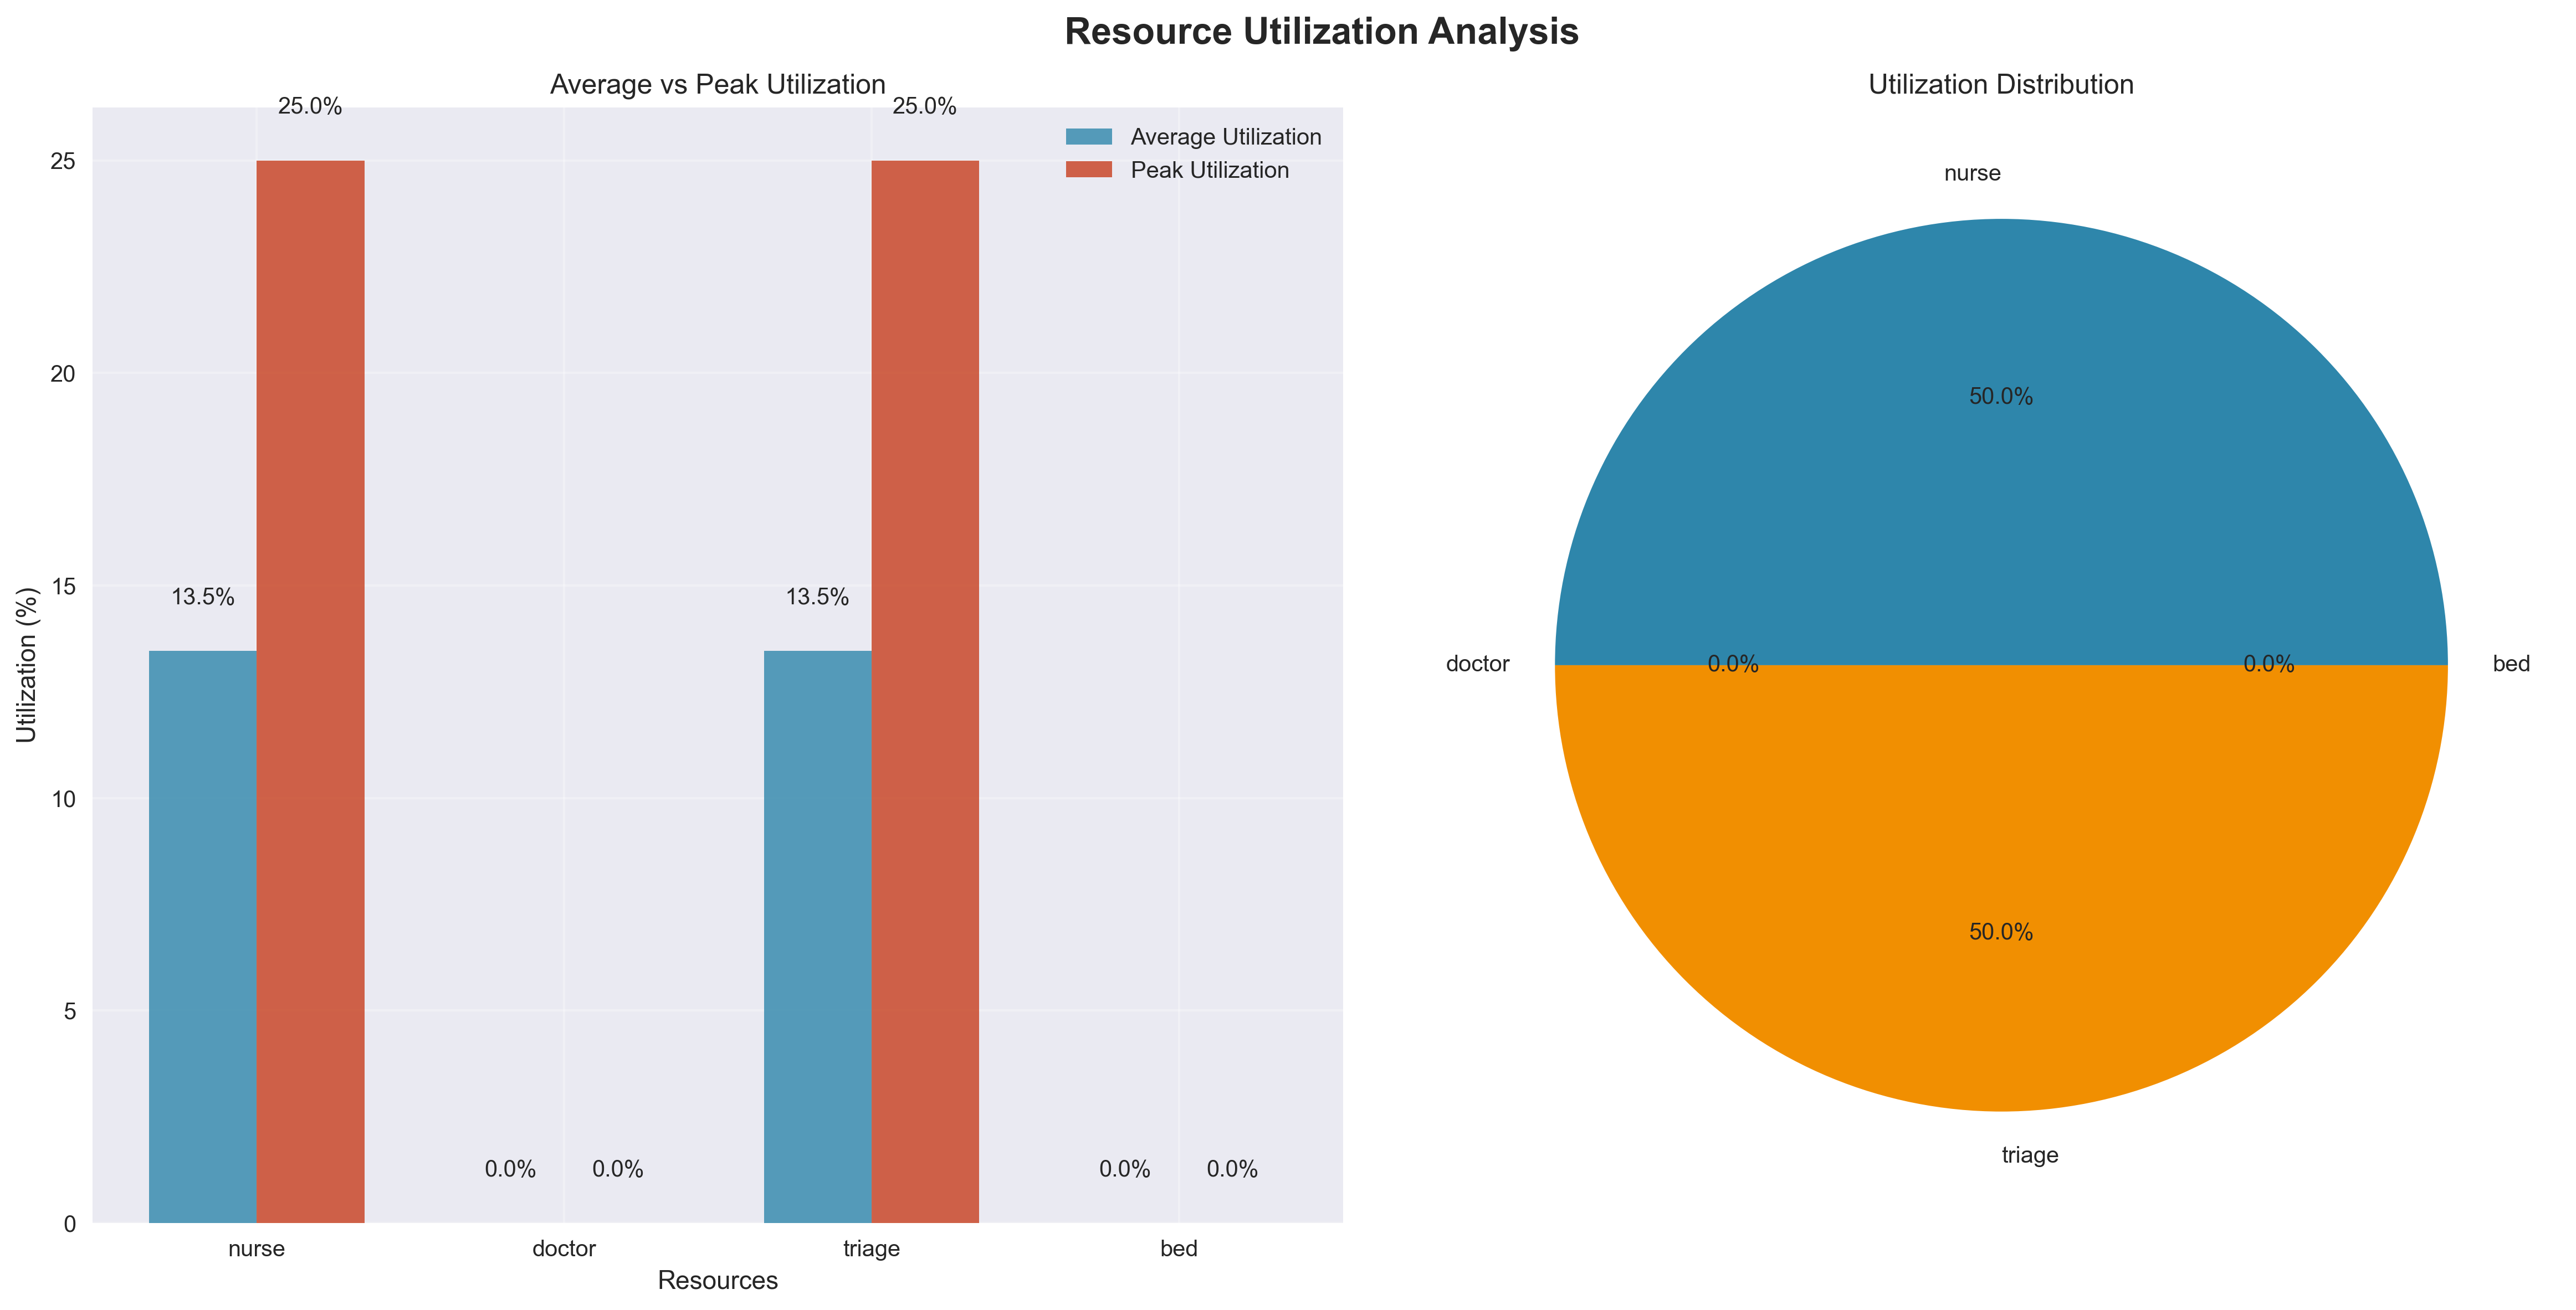 Resource Utilization Analysis
Average vs Peak Utilization
25.0%
25.0%
Average Utilization
Peak Utilization
25
20
15
10
5
0
Utilization (%)
13.5%
13.5%
0.0%
0.0%
0.0%
0.0%
nurse
doctor
triage
bed
Resources
Utilization Distribution
nurse
50.0%
doctor
0.0%
0.0%
bed
50.0%
triage